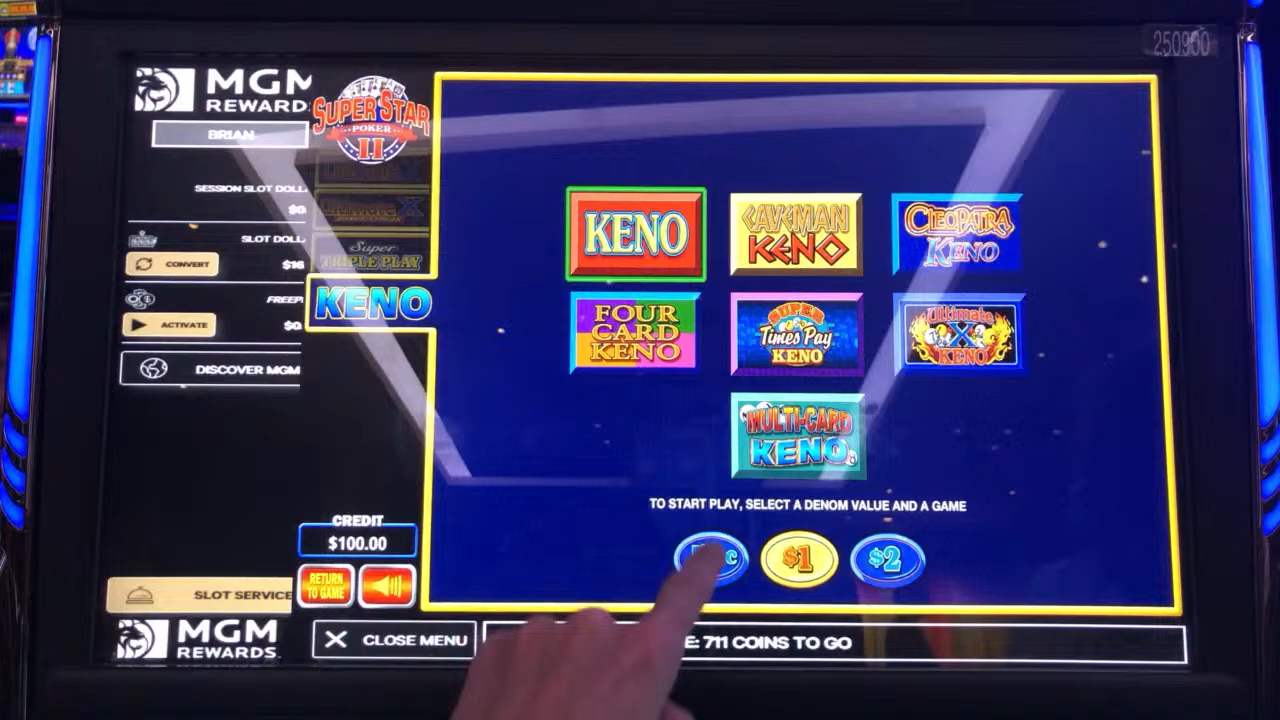 250900
MGM
REWARD
BRIAN
SESSION SLOT DOLL
$0
SLOT DOLL
CONVERT
$16
FREEP
ACTIVATE
$0
DISCOVER MGM
CREDIT
$100.00
RETURN
TO GAME
SLOT SERVICE
MGM
REWARDS
CLOSE MENU
SUPER STAR
POKER
II
Ultimate X
Super
TRIPLE PLAY
KENO
KENO
CAVEMAN
KENO
CLEOPATRA
KENO
FOUR
CARD
KENO
SUPER
Times Pay
KENO
Ultimate
X
KENO
MULTI-CARD
KENO
TO START PLAY, SELECT A DENOM VALUE AND A GAME
$1
$2
E: 711 COINS TO GO